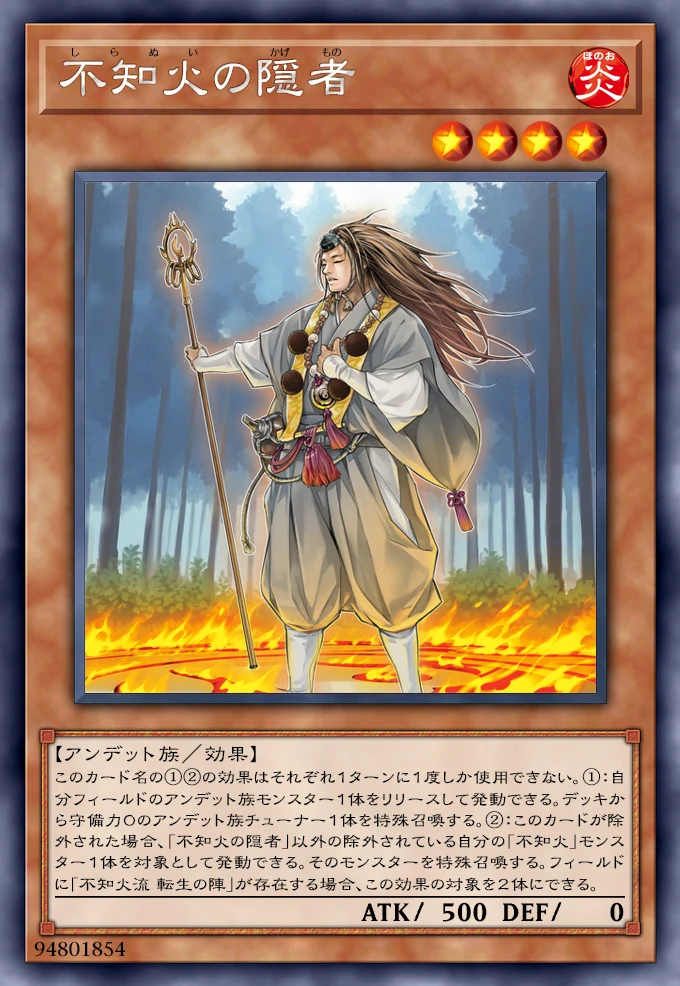 しらぬい かげもの
不知火の隠者
ほのお
炎
【アンデット族／効果】
このカード名の①②の効果はそれぞれ1ターンに1度しか使用できない。①：自
分フィールドのアンデット族モンスター1体をリリースして発動できる。デッキか
ら守備力0のアンデット族チューナー1体を特殊召喚する。②：このカードが除
外された場合、「不知火の隠者」以外の除外されている自分の「不知火」モンス
ター1体を対象として発動できる。そのモンスターを特殊召喚する。フィールド
に「不知火流 転生の陣」が存在する場合、この効果の対象を2体にできる。
ATK/ 500 DEF/ 0
94801854